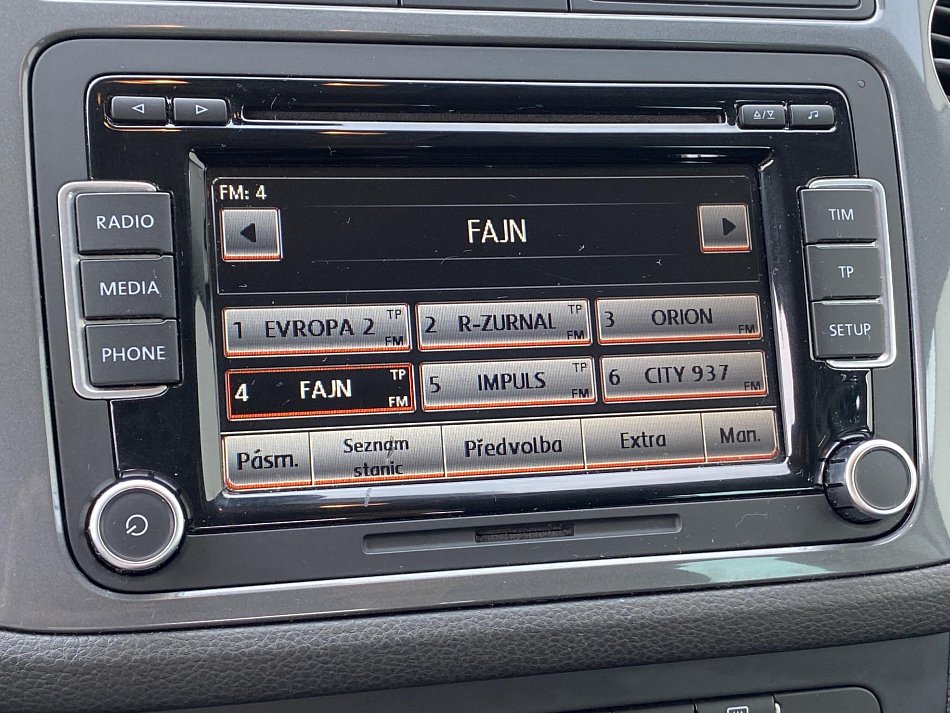 FM: 4
FAJN
RADIO
MEDIA
PHONE
TIM
TP
SETUP
1 EVROPA 2 TP FM
2 R-ZURNAL TP FM
3 ORION FM
4 FAJN TP FM
5 IMPULS TP FM
6 CITY 937 FM
Pásm.
Seznam
stanic
Předvolba
Extra
Man.